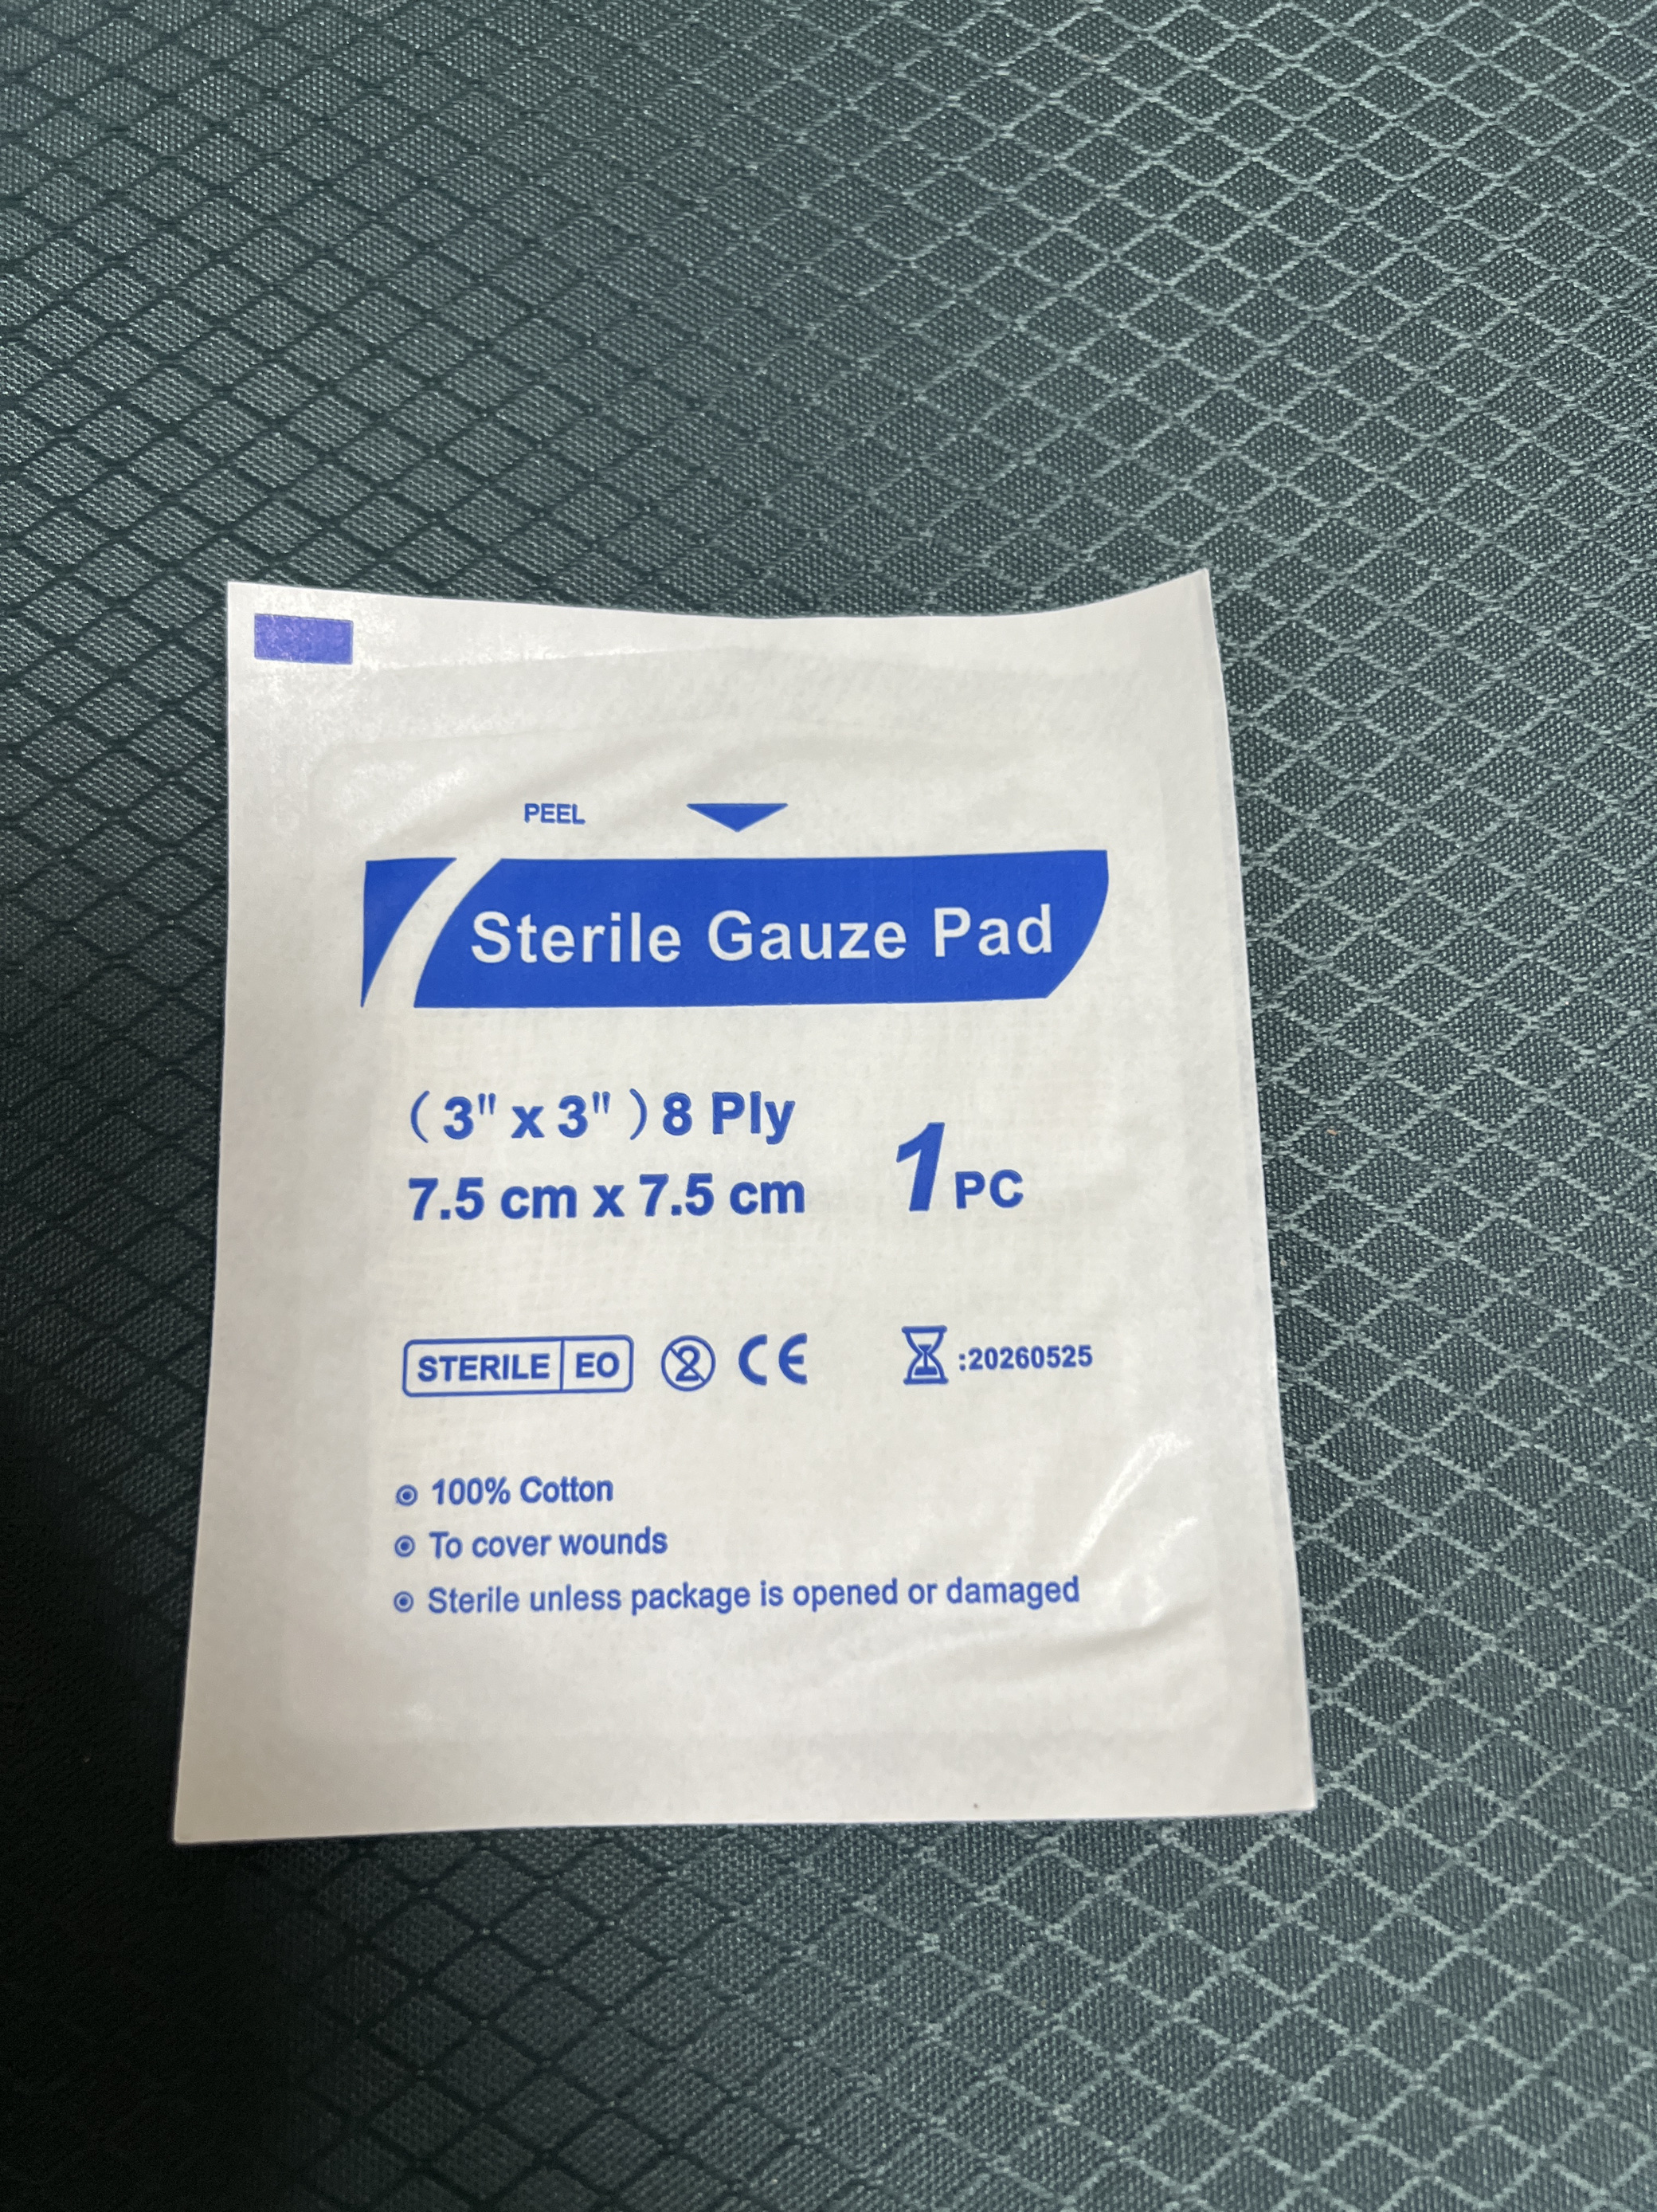 PEEL
Sterile Gauze Pad
(3" x 3") 8 Ply
7.5 cm x 7.5 cm
1 PC
STERILE EO
2
CE
:20260525
100% Cotton
To cover wounds
Sterile unless package is opened or damaged